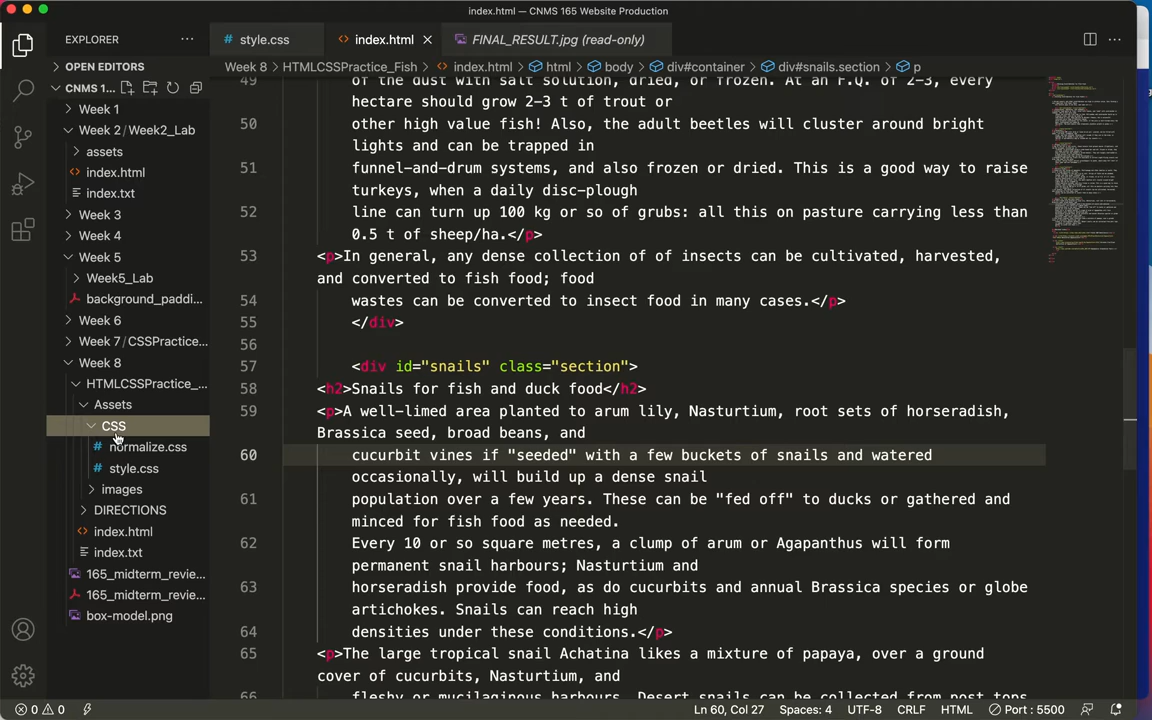 index.html — CNMS 165 Website Production
EXPLORER
OPEN EDITORS
CNMS 1...
Week 1
Week 2 / Week2_Lab
assets
index.html
index.txt
Week 3
Week 4
Week 5
Week5_Lab
background_paddi...
Week 6
Week 7 / CSSPractice...
Week 8
HTMLCSSPractice_...
Assets
CSS
normalize.css
style.css
images
DIRECTIONS
index.html
index.txt
165_midterm_revie...
165_midterm_revie...
box-model.png
style.css
index.html
FINAL_RESULT.jpg (read-only)
Week 8 > HTMLCSSPractice_Fish > index.html > html > body > div#container > div#snails.section > p
49 of the dust with salt solution, dried, or frozen. At an F.Q. of 2-3, every
hectare should grow 2-3 t of trout or
50 other high value fish! Also, the adult beetles will cluster around bright
lights and can be trapped in
51 funnel-and-drum systems, and also frozen or dried. This is a good way to raise
turkeys, when a daily disc-plough
52 line can turn up 100 kg or so of grubs: all this on pasture carrying less than
0.5 t of sheep/ha.</p>
53 <p>In general, any dense collection of of insects can be cultivated, harvested,
and converted to fish food; food
54 wastes can be converted to insect food in many cases.</p>
55 </div>
56
57 <div id="snails" class="section">
58 <h2>Snails for fish and duck food</h2>
59 <p>A well-limed area planted to arum lily, Nasturtium, root sets of horseradish,
Brassica seed, broad beans, and
60 cucurbit vines if "seeded" with a few buckets of snails and watered
occasionally, will build up a dense snail
61 population over a few years. These can be "fed off" to ducks or gathered and
minced for fish food as needed.
62 Every 10 or so square metres, a clump of arum or Agapanthus will form
permanent snail harbours; Nasturtium and
63 horseradish provide food, as do cucurbits and annual Brassica species or globe
artichokes. Snails can reach high
64 densities under these conditions.</p>
65 <p>The large tropical snail Achatina likes a mixture of papaya, over a ground
cover of cucurbits, Nasturtium, and
66 fleshy or mucilaginous harbours. Desert snails can be collected from post tops
0 0
Ln 60, Col 27 Spaces: 4 UTF-8 CRLF HTML Port : 5500